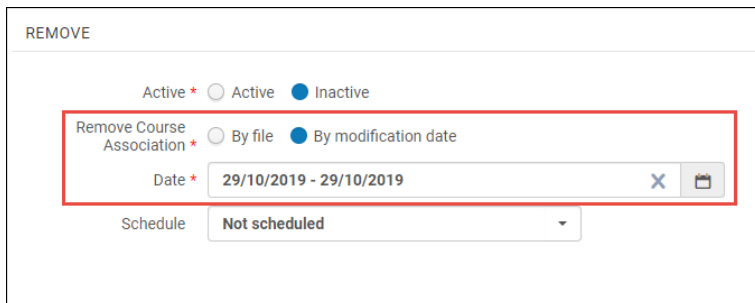 REMOVE
Active * Active Inactive
Remove Course
Association * By file By modification date
Date * 29/10/2019 - 29/10/2019
Schedule Not scheduled